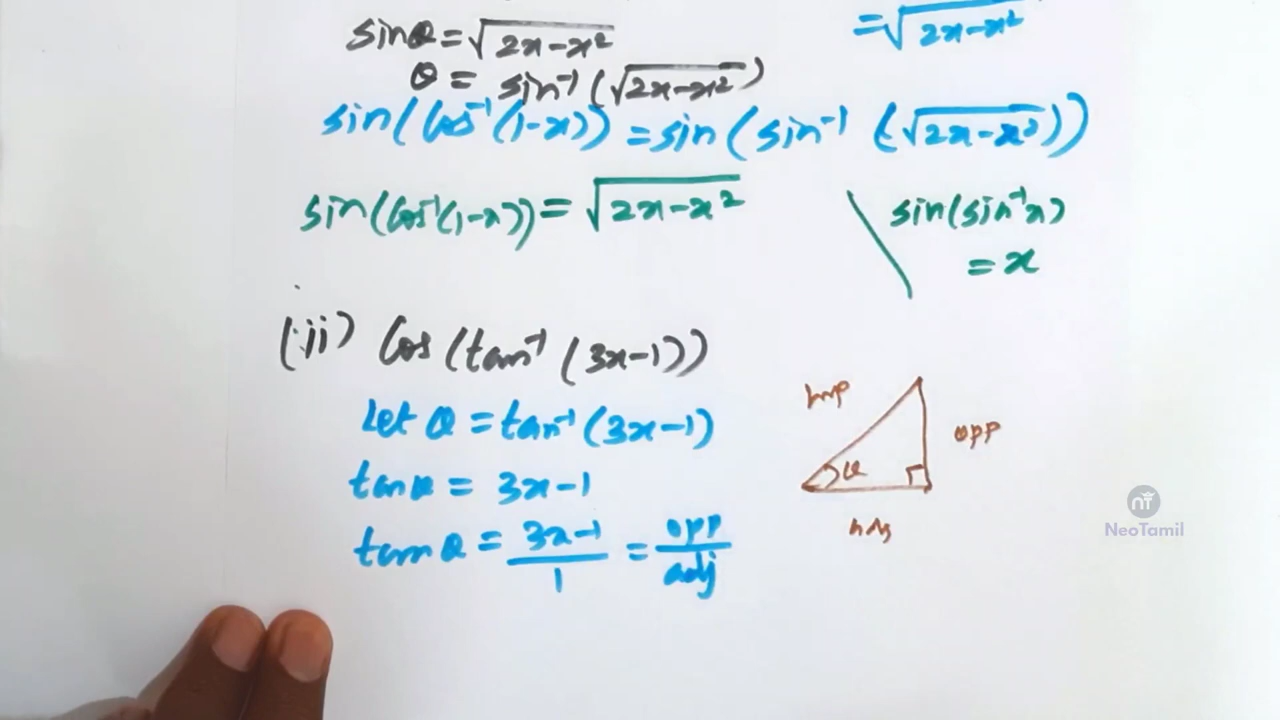 sinθ = √(2x-x²)
= √(2x-x²)
θ = sin⁻¹(√(2x-x²))
sin(cos⁻¹(1-x)) = sin(sin⁻¹(√(2x-x²)))
sin(cos⁻¹(1-x)) = √(2x-x²)
sin(sin⁻¹x)
= x
(ii) cos(tan⁻¹(3x-1))
Let θ = tan⁻¹(3x-1)
tanθ = 3x-1
tanθ = (3x-1)/1 = opp/adj
hyp
opp
θ
NT
NeoTamil